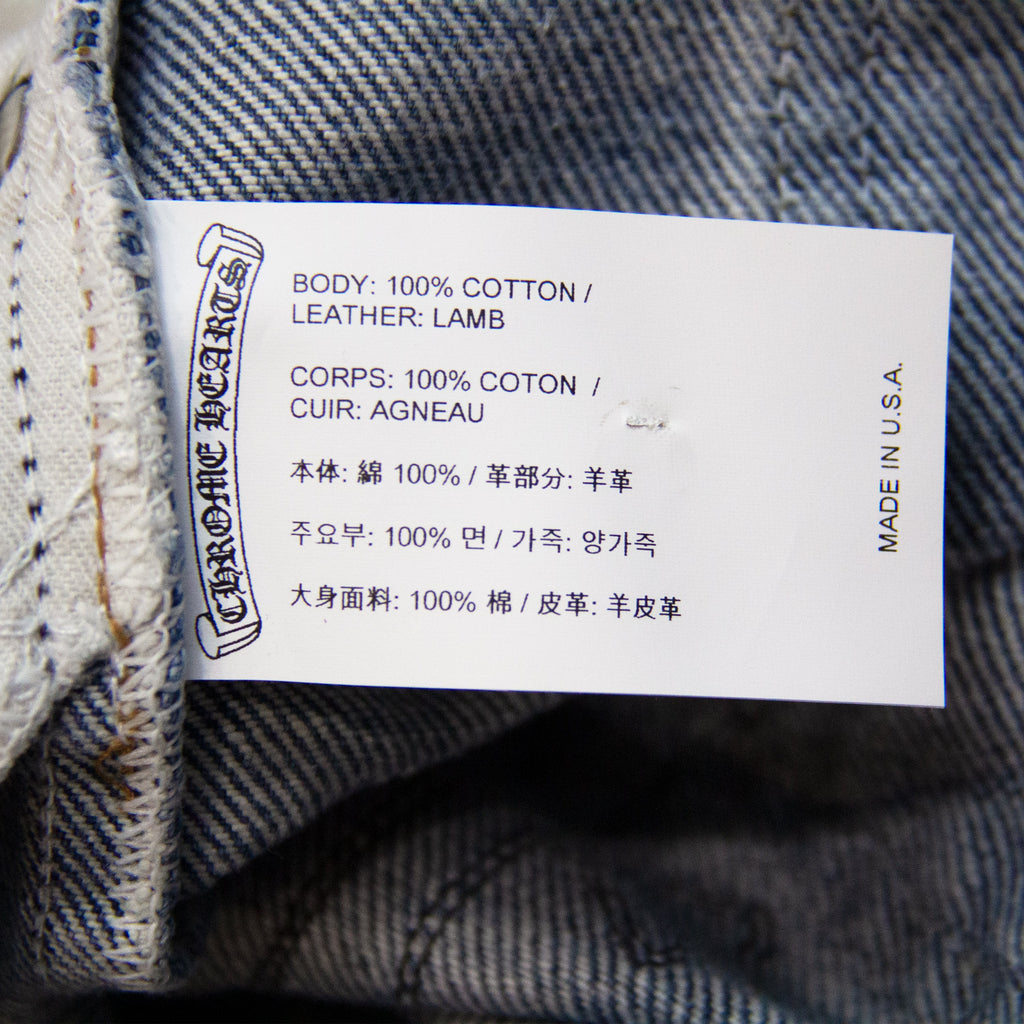 CHROME HEARTS
BODY: 100% COTTON /
LEATHER: LAMB
CORPS: 100% COTON /
CUIR: AGNEAU
本体: 綿 100% / 革部分: 羊革
주요부: 100% 면 / 가죽: 양가죽
大身面料: 100% 棉 / 皮革: 羊皮革
MADE IN U.S.A.